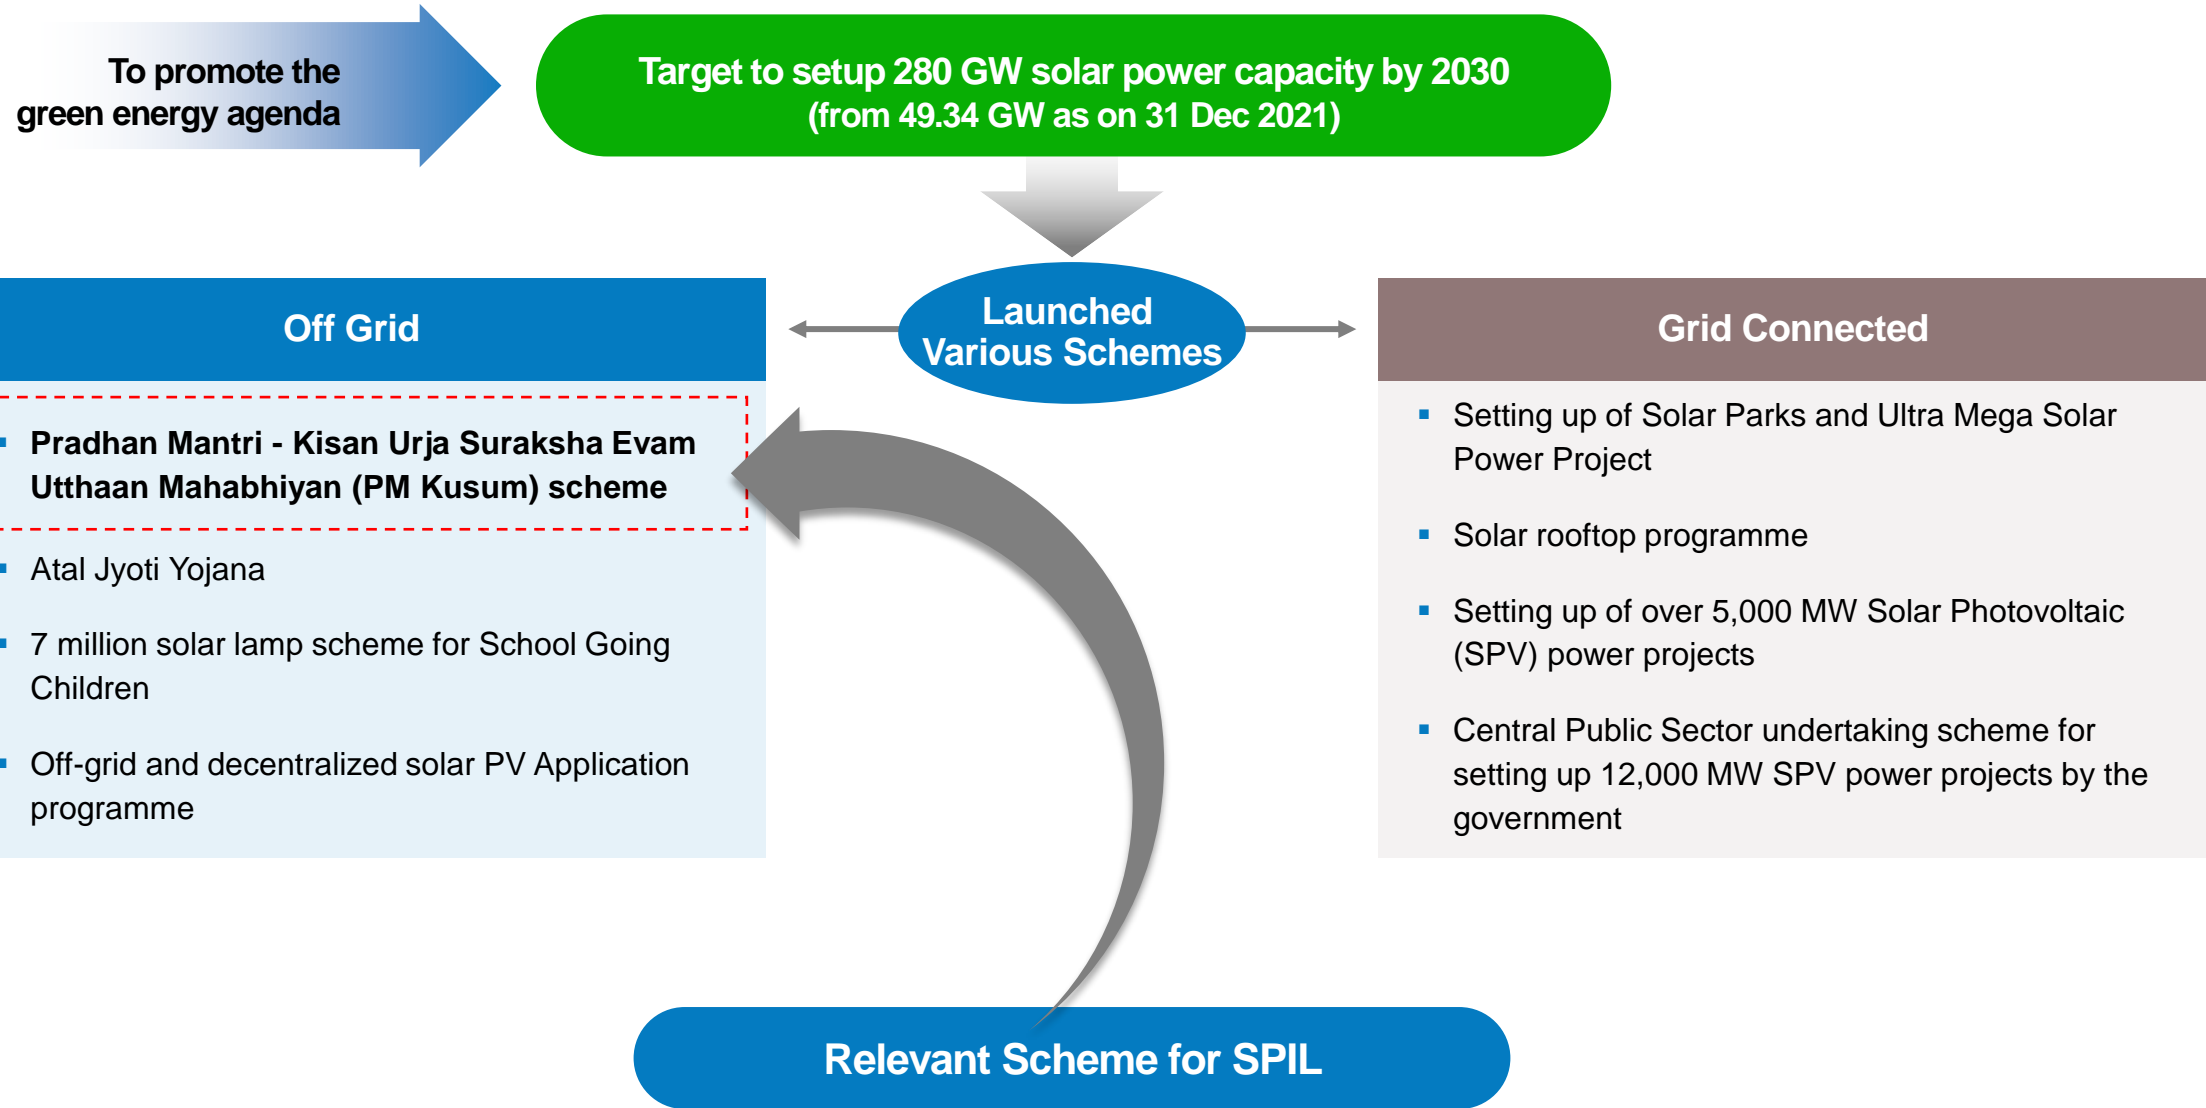 To promote the
green energy agenda
Target to setup 280 GW solar power capacity by 2030
(from 49.34 GW as on 31 Dec 2021)
Launched
Various Schemes
Off Grid
Pradhan Mantri - Kisan Urja Suraksha Evam
Utthaan Mahabhiyan (PM Kusum) scheme
Atal Jyoti Yojana
7 million solar lamp scheme for School Going
Children
Off-grid and decentralized solar PV Application
programme
Grid Connected
Setting up of Solar Parks and Ultra Mega Solar
Power Project
Solar rooftop programme
Setting up of over 5,000 MW Solar Photovoltaic
(SPV) power projects
Central Public Sector undertaking scheme for
setting up 12,000 MW SPV power projects by the
government
Relevant Scheme for SPIL